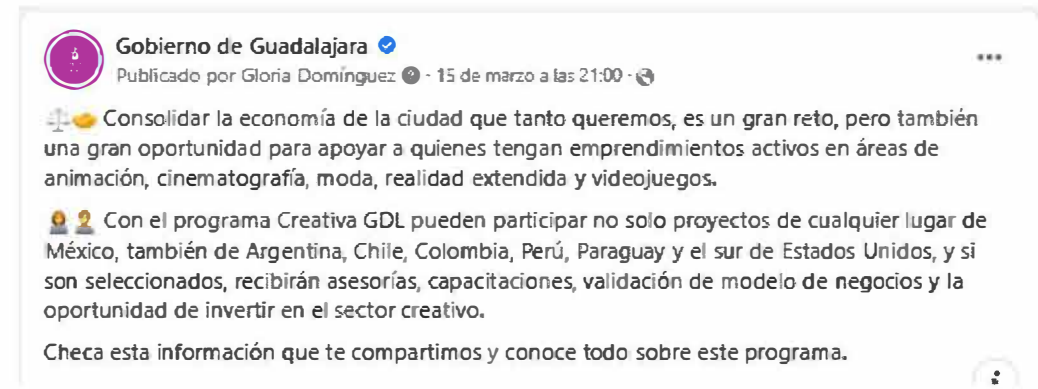 Gobierno de Guadalajara
Publicado por Gloria Domínguez · 15 de marzo a las 21:00 ·
Consolidar la economía de la ciudad que tanto queremos, es un gran reto, pero también
una gran oportunidad para apoyar a quienes tengan emprendimientos activos en áreas de
animación, cinematografía, moda, realidad extendida y videojuegos.
Con el programa Creativa GDL pueden participar no solo proyectos de cualquier lugar de
México, también de Argentina, Chile, Colombia, Perú, Paraguay y el sur de Estados Unidos, y si
son seleccionados, recibirán asesorías, capacitaciones, validación de modelo de negocios y la
oportunidad de invertir en el sector creativo.
Checa esta información que te compartimos y conoce todo sobre este programa.